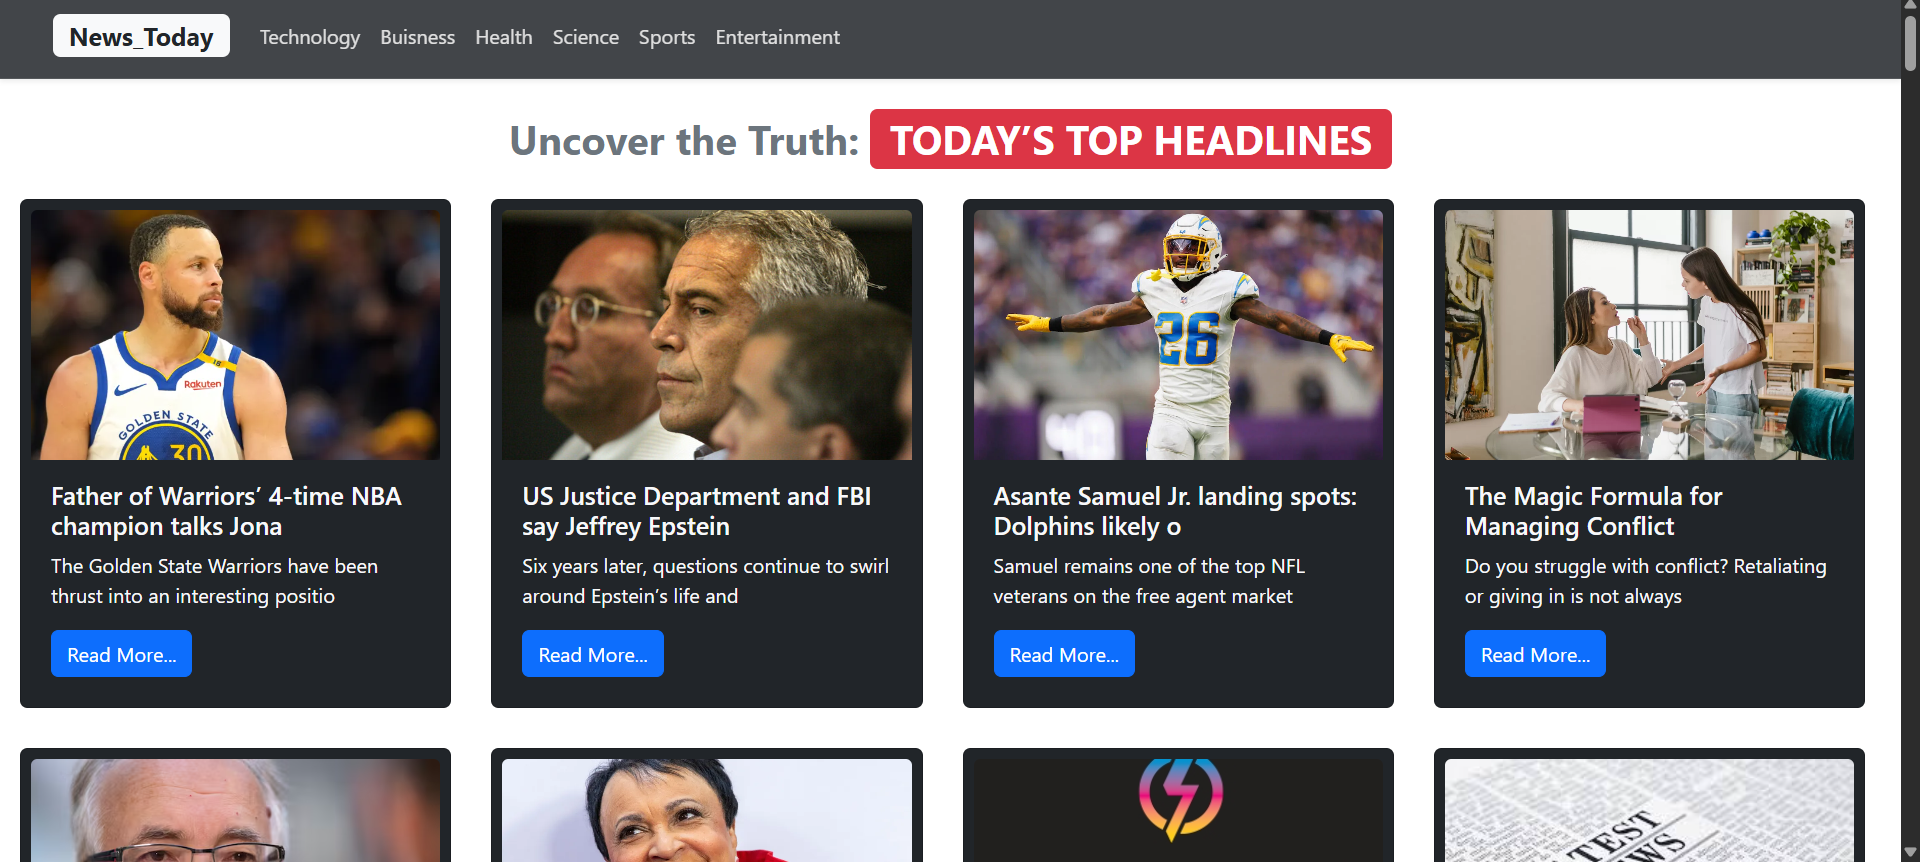 News_Today
Technology Buisness Health Science Sports Entertainment
Uncover the Truth: TODAY’S TOP HEADLINES
Rakuten
GOLDEN STATE
30
26
Father of Warriors’ 4-time NBA
champion talks Jona
The Golden State Warriors have been
thrust into an interesting positio
Read More...
US Justice Department and FBI
say Jeffrey Epstein
Six years later, questions continue to swirl
around Epstein’s life and
Read More...
Asante Samuel Jr. landing spots:
Dolphins likely o
Samuel remains one of the top NFL
veterans on the free agent market
Read More...
The Magic Formula for
Managing Conflict
Do you struggle with conflict? Retaliating
or giving in is not always
Read More...
TEST
WS